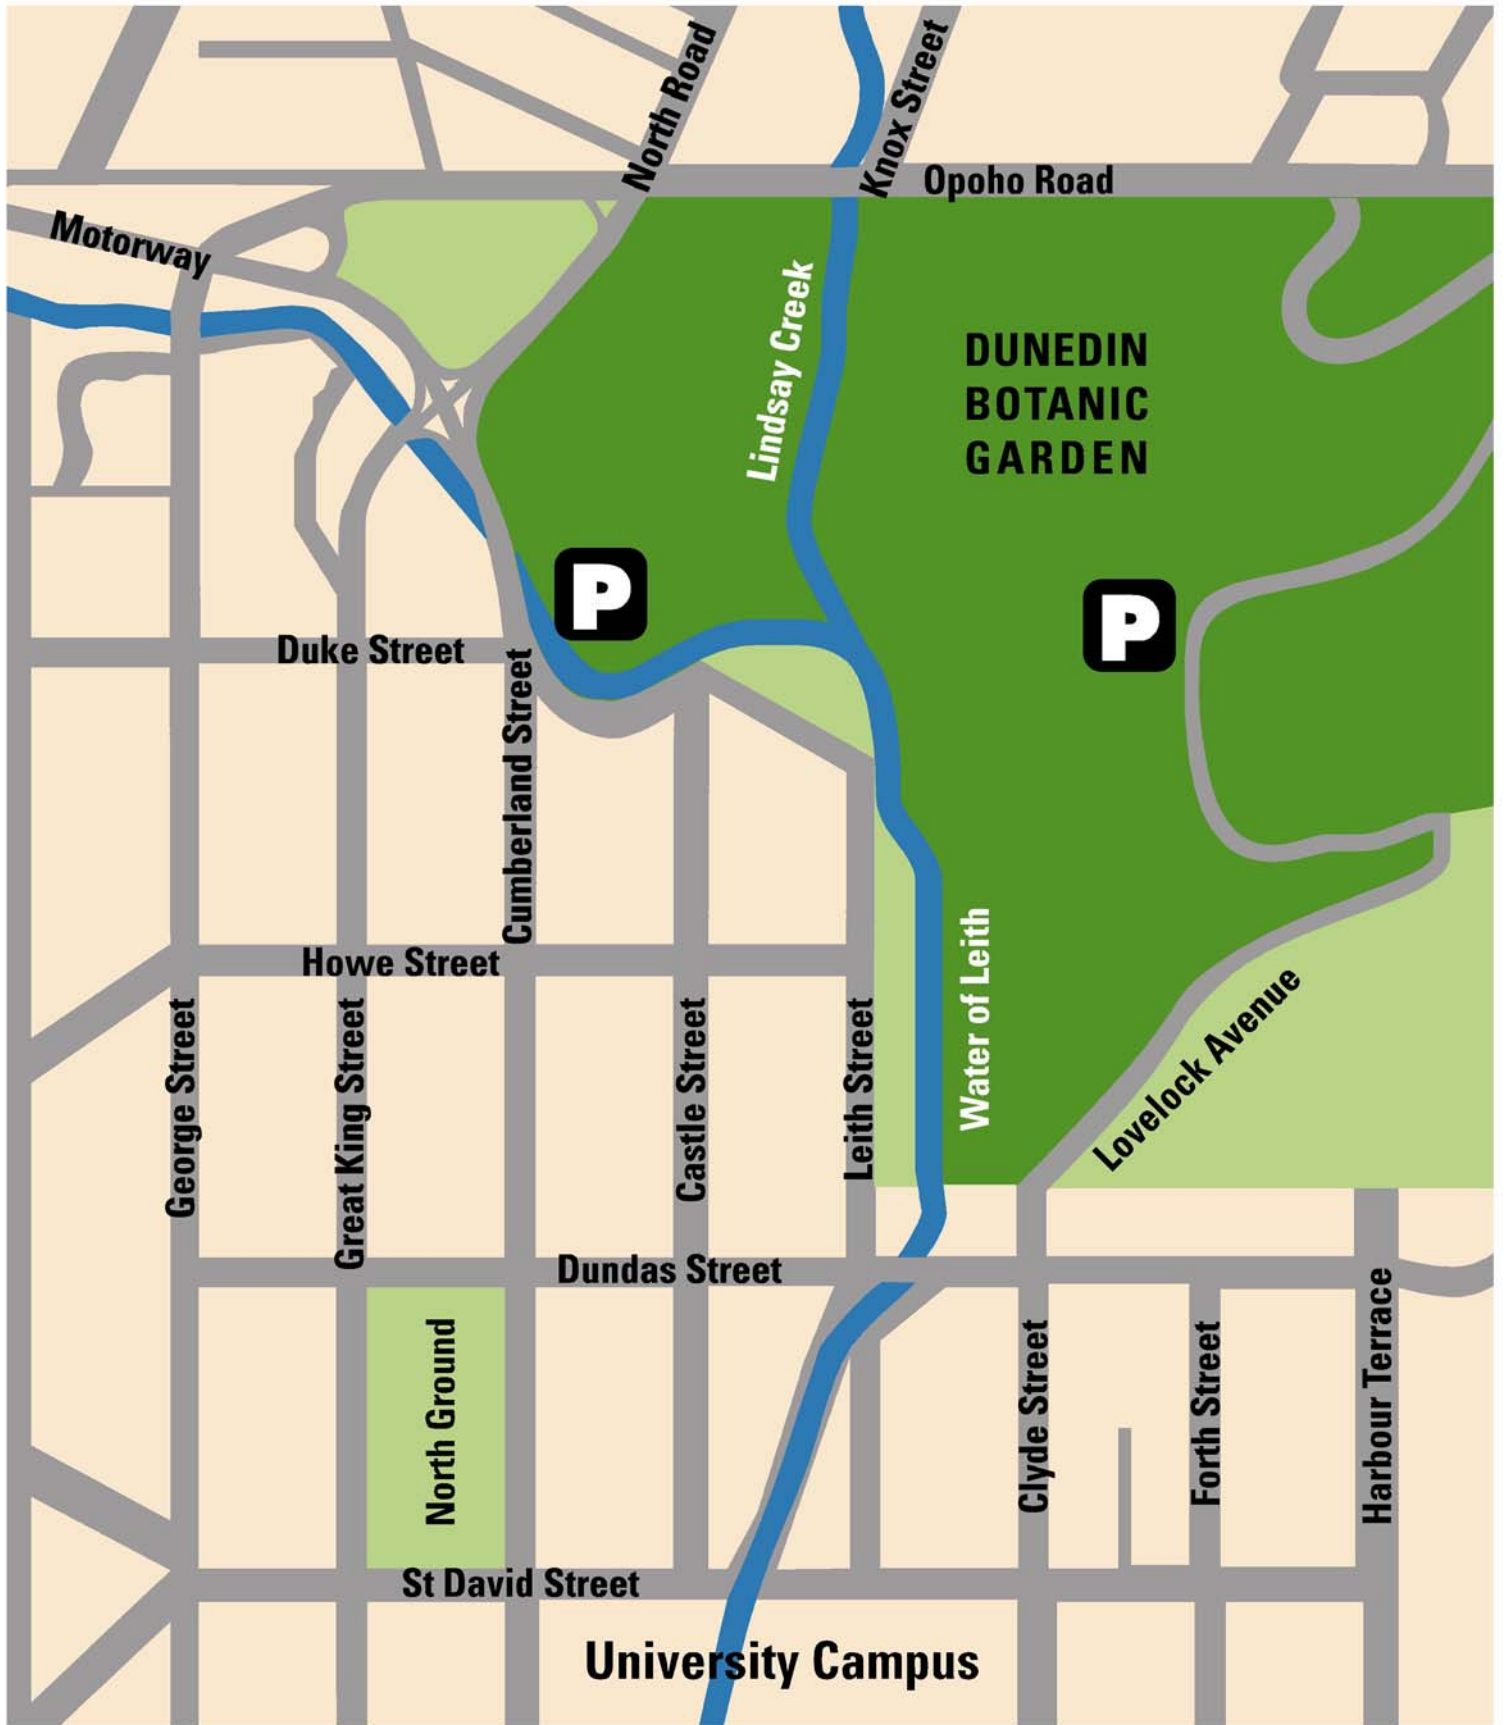 North Road
Knox Street
Opoho Road
Motorway
Lindsay Creek
DUNEDIN
BOTANIC
GARDEN
P
P
Duke Street
Cumberland Street
Howe Street
Water of Leith
Lovelock Avenue
George Street
Great King Street
Castle Street
Leith Street
Dundas Street
North Ground
Clyde Street
Forth Street
Harbour Terrace
St David Street
University Campus